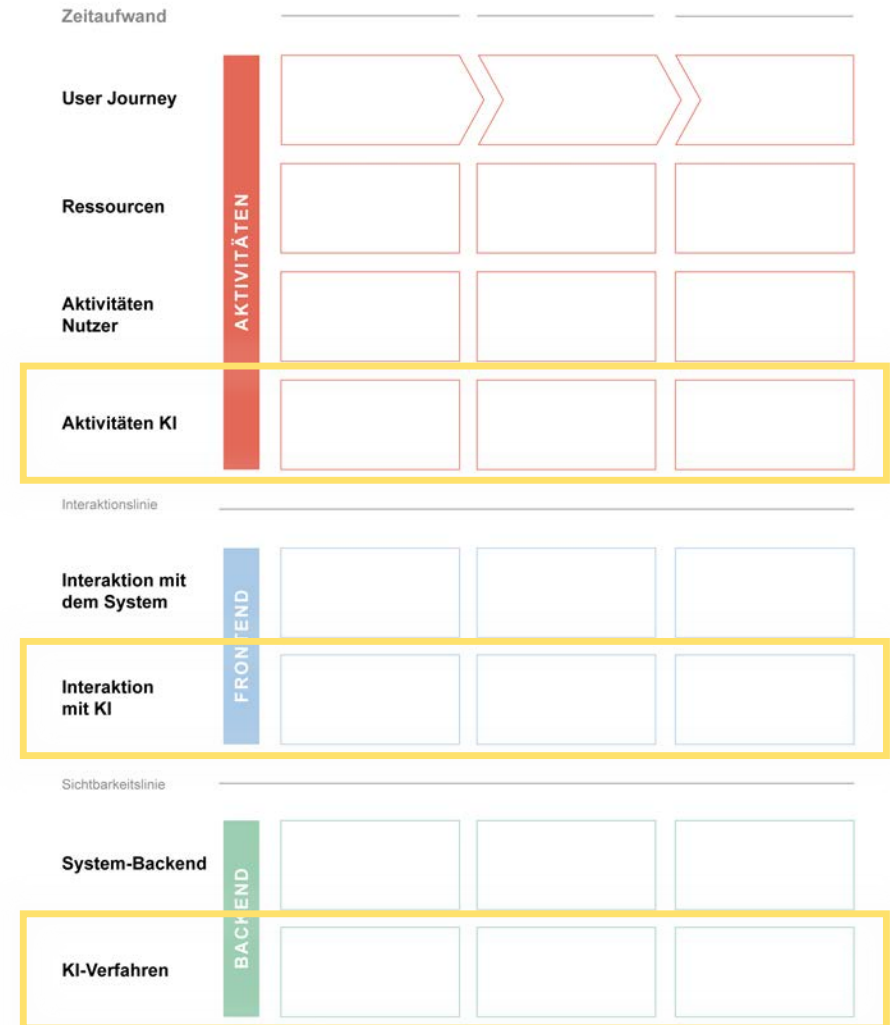 Zeitaufwand
User Journey
Ressourcen
AKTIVITÄTEN
Aktivitäten
Nutzer
Aktivitäten KI
Interaktionslinie
Interaktion mit
dem System
FRONTEND
Interaktion
mit KI
Sichtbarkeitslinie
System-Backend
BACKEND
KI-Verfahren